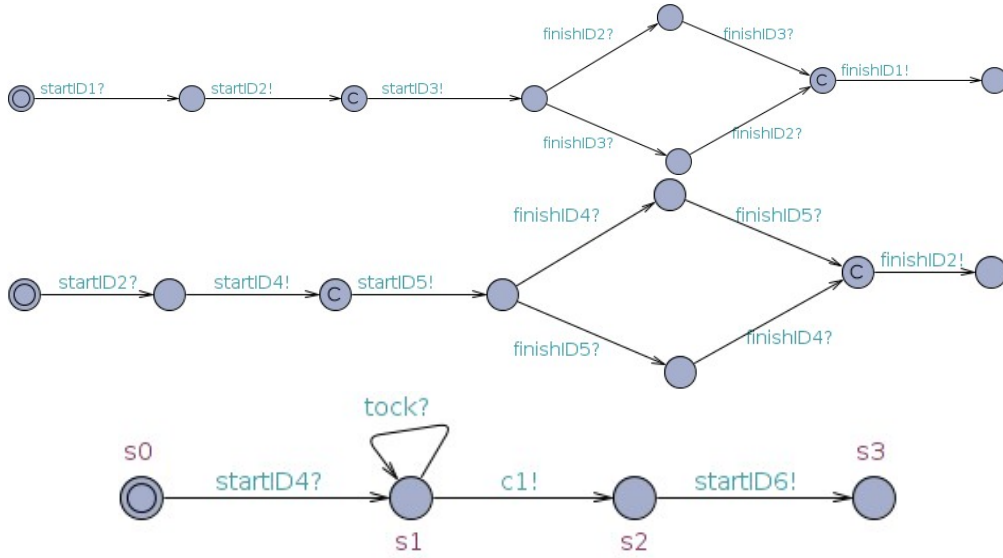 finishID2?
finishID3?
startID1?
startID2!
C
startID3!
C
finishID1!
finishID3?
finishID2?
finishID4?
finishID5?
startID2?
startID4!
C
startID5!
C
finishID2!
finishID5?
finishID4?
tock?
s0
s3
startID4?
c1!
startID6!
s1
s2